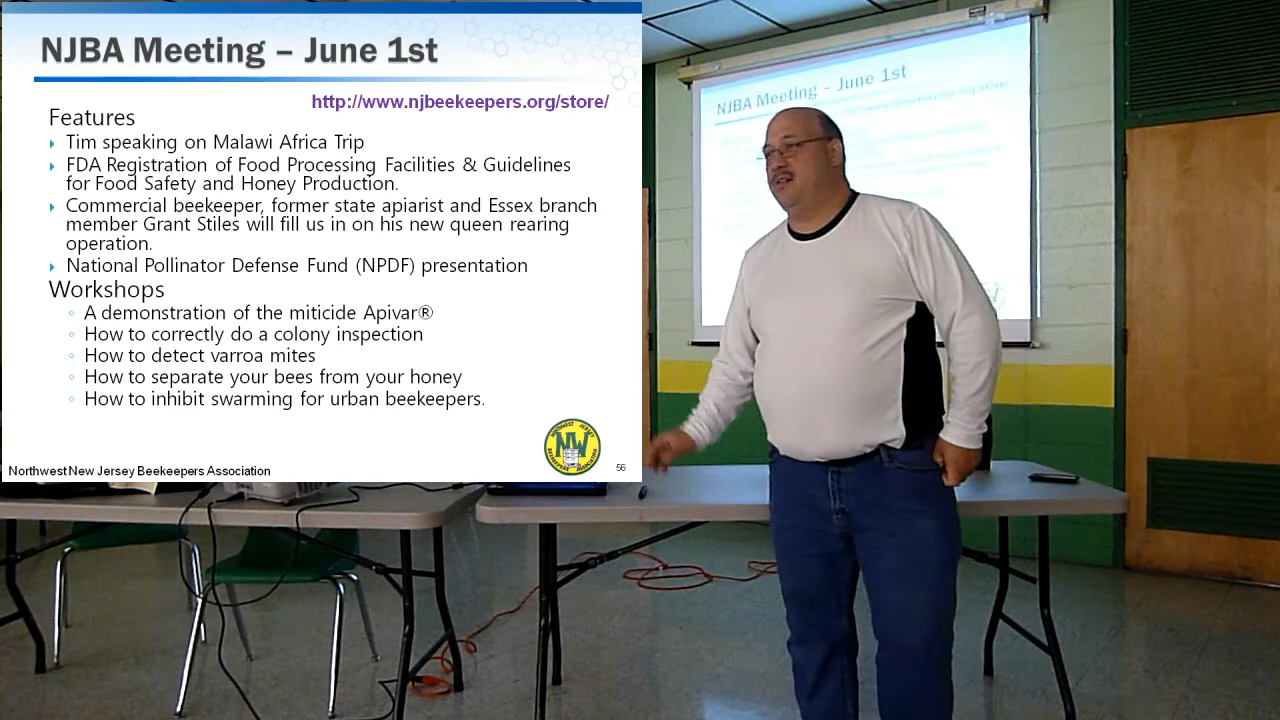 NJBA Meeting – June 1st
http://www.njbeekeepers.org/store/
Features
Tim speaking on Malawi Africa Trip
FDA Registration of Food Processing Facilities & Guidelines
for Food Safety and Honey Production.
Commercial beekeeper, former state apiarist and Essex branch
member Grant Stiles will fill us in on his new queen rearing
operation.
National Pollinator Defense Fund (NPDF) presentation
Workshops
A demonstration of the miticide Apivar®
How to correctly do a colony inspection
How to detect varroa mites
How to separate your bees from your honey
How to inhibit swarming for urban beekeepers.
NORTHWEST JERSEY
NW
BEEKEEPERS ASSOCIATION
Northwest New Jersey Beekeepers Association
56
NJBA Meeting – June 1st